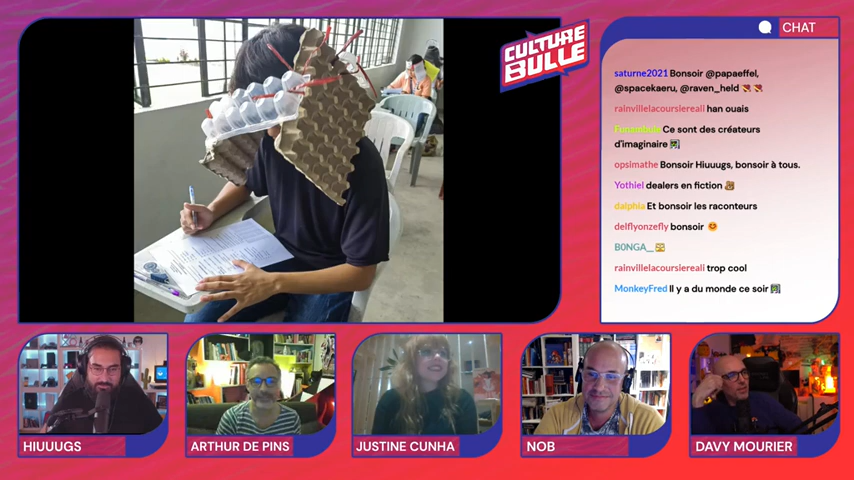 CULTURE
BULLE
CHAT
saturne2021 Bonsoir @papaeffel,
@spacekaeru, @raven_held
rainvillelacoursiereali han ouais
Funambule Ce sont des créateurs
d'imaginaire
opsimathe Bonsoir Hiuuugs, bonsoir à tous.
Yothiel dealers en fiction
dalphia Et bonsoir les raconteurs
delflyonzefly bonsoir
B0NGA_
rainvillelacoursiereali trop cool
MonkeyFred Il y a du monde ce soir
HIUUUGS
ARTHUR DE PINS
JUSTINE CUNHA
NOB
DAVY MOURIER